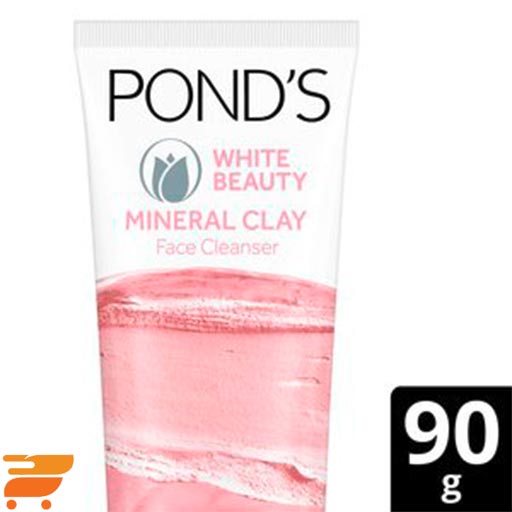 POND'S
WHITE
BEAUTY
MINERAL CLAY
Face Cleanser
90
g